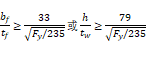 b_f/t_f ≥ 33/√(F_y/235) 或 h/t_w ≥ 79/√(F_y/235)